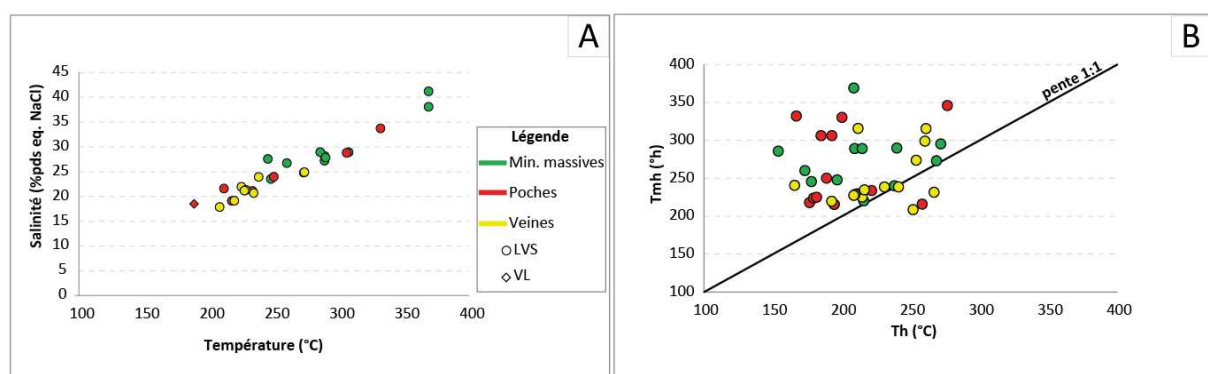 A
Salinité (%pds eq. NaCl)
45
40
35
30
25
20
15
10
5
0
100 150 200 250 300 350 400
Température (°C)
Légende
Min. massives
Poches
Veines
LVS
VL
B
Tmh (°h)
400
350
300
250
200
150
100
pente 1:1
100 150 200 250 300 350 400
Th (°C)